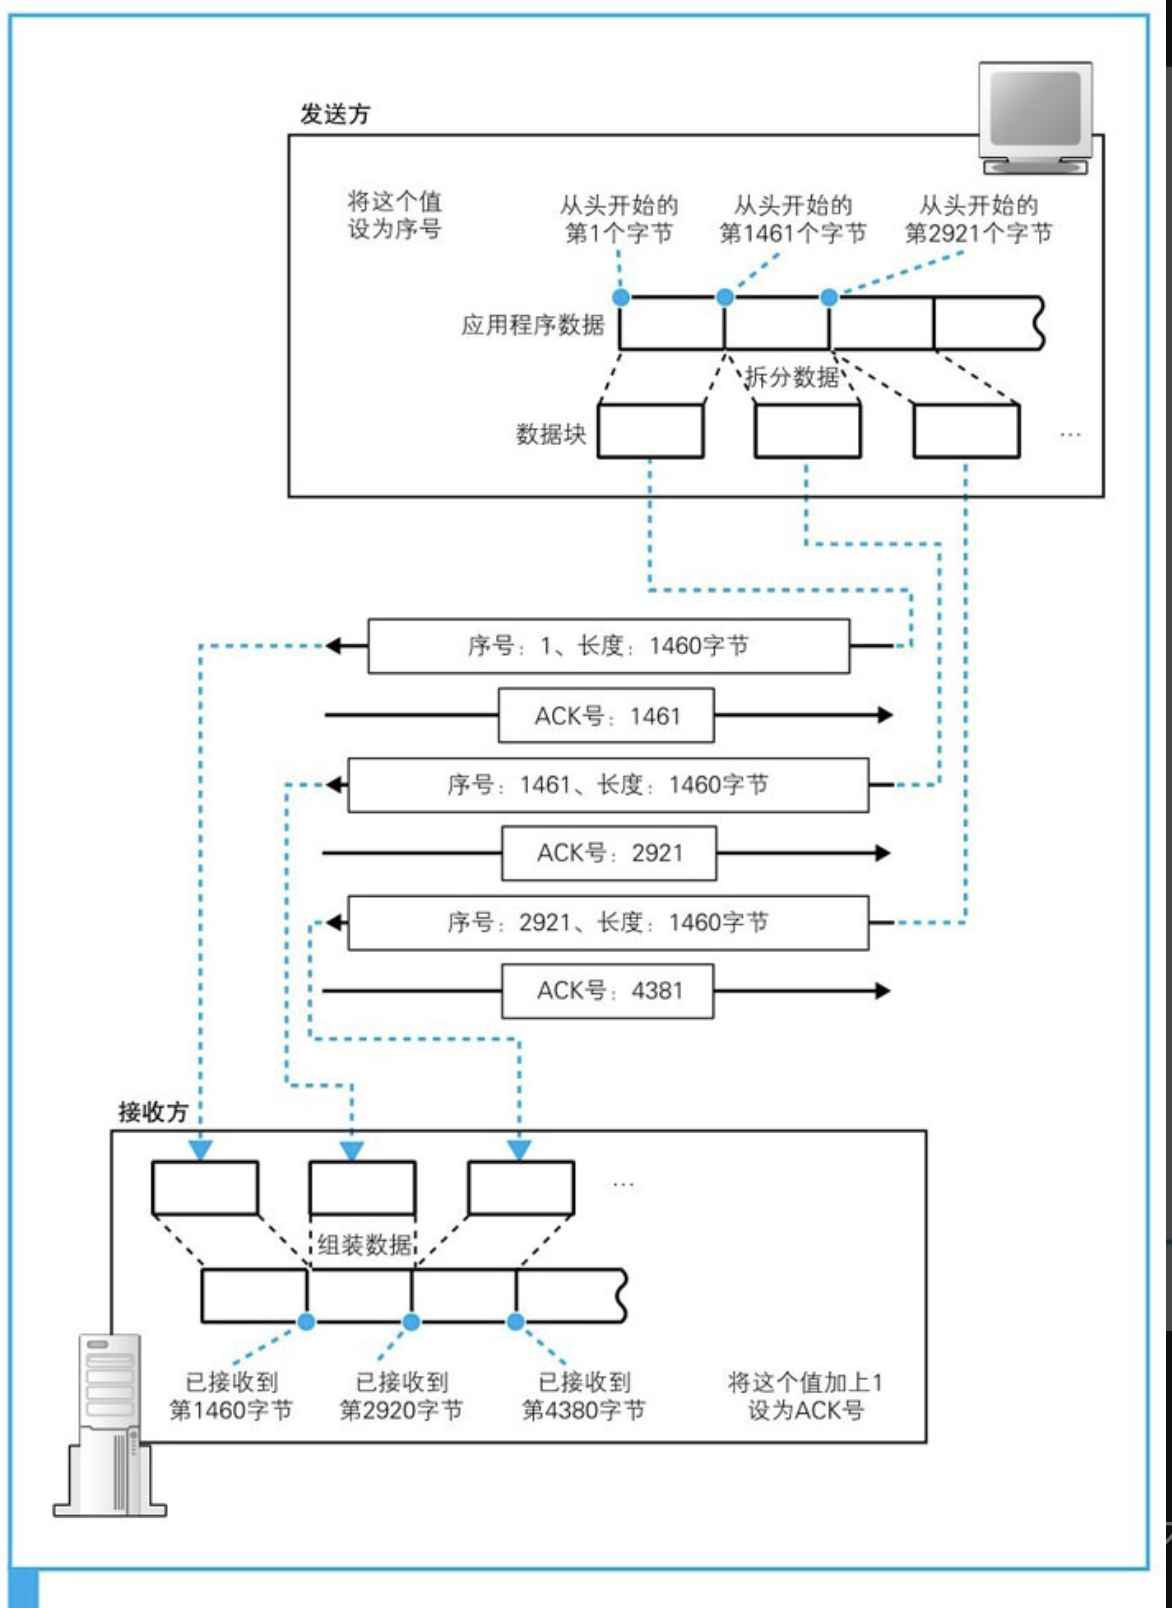 发送方
将这个值
设为序号
从头开始的
第1个字节
从头开始的
第1461个字节
从头开始的
第2921个字节
应用程序数据
拆分数据
数据块
…
序号：1、长度：1460字节
ACK号：1461
序号：1461、长度：1460字节
ACK号：2921
序号：2921、长度：1460字节
ACK号：4381
接收方
…
组装数据
已接收到
第1460字节
已接收到
第2920字节
已接收到
第4380字节
将这个值加上1
设为ACK号